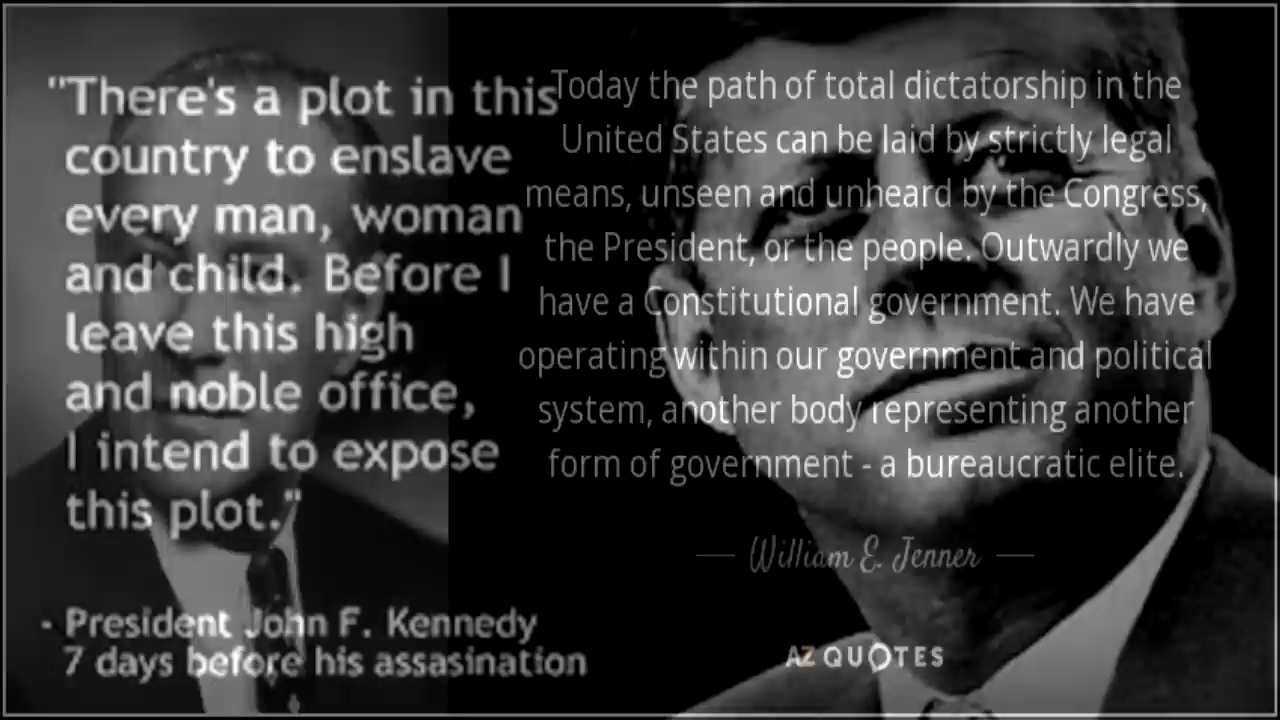 "There's a plot in this
country to enslave
every man, woman
and child. Before I
leave this high
and noble office,
I intend to expose
this plot."
- President John F. Kennedy
7 days before his assasination
Today the path of total dictatorship in the
United States can be laid by strictly legal
means, unseen and unheard by the Congress,
the President, or the people. Outwardly we
have a Constitutional government. We have
operating within our government and political
system, another body representing another
form of government - a bureaucratic elite.
William E. Jenner
AZ QUOTES